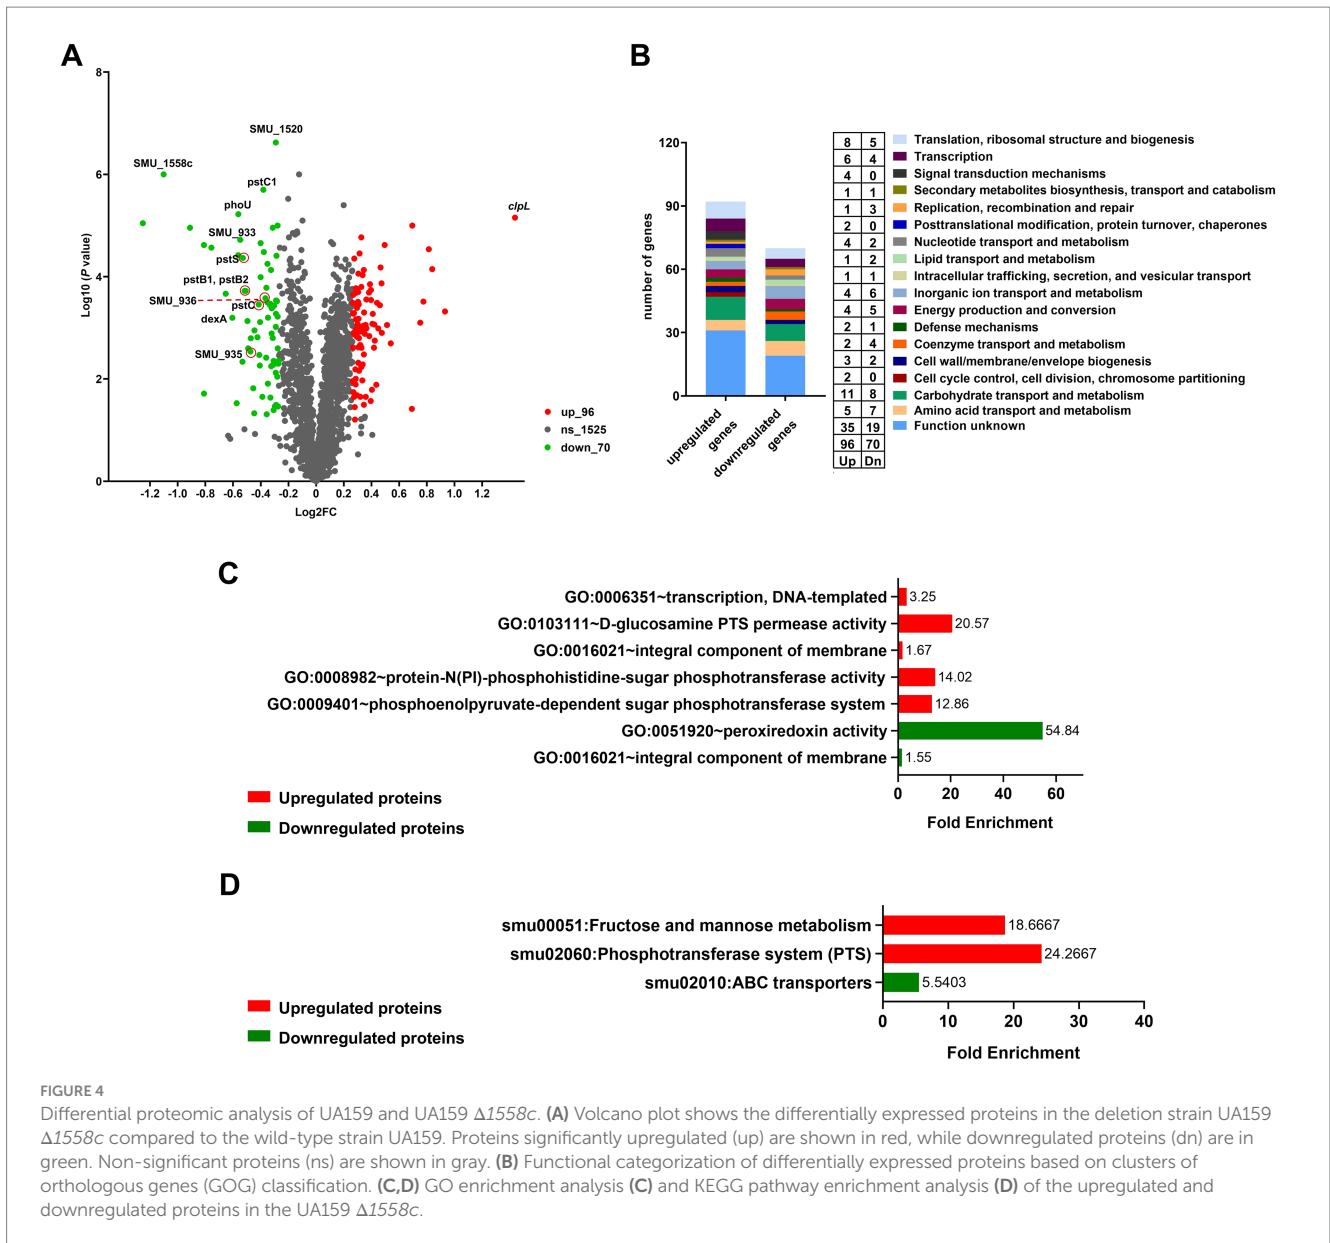 A
8
6
4
2
0
Log10 (P value)
-1.2 -1.0 -0.8 -0.6 -0.4 -0.2 0 0.2 0.4 0.6 0.8 1.0 1.2
Log2FC
SMU_1520
SMU_1558c
pstC1
phoU
SMU_933
pstS
pstB1, pstB2
SMU_936
pstC
dexA
SMU_935
clpL
up_96
ns_1525
down_70
B
120
90
60
30
0
number of genes
upregulated genes
downregulated genes
8 5 Translation, ribosomal structure and biogenesis
6 4 Transcription
4 0 Signal transduction mechanisms
1 1 Secondary metabolites biosynthesis, transport and catabolism
1 3 Replication, recombination and repair
2 0 Posttranslational modification, protein turnover, chaperones
4 2 Nucleotide transport and metabolism
1 2 Lipid transport and metabolism
1 1 Intracellular trafficking, secretion, and vesicular transport
4 6 Inorganic ion transport and metabolism
4 5 Energy production and conversion
2 1 Defense mechanisms
2 4 Coenzyme transport and metabolism
3 2 Cell wall/membrane/envelope biogenesis
2 0 Cell cycle control, cell division, chromosome partitioning
11 8 Carbohydrate transport and metabolism
5 7 Amino acid transport and metabolism
35 19 Function unknown
96 70
Up Dn
C
GO:0006351~transcription, DNA-templated 3.25
GO:0103111~D-glucosamine PTS permease activity 20.57
GO:0016021~integral component of membrane 1.67
GO:0008982~protein-N(PI)-phosphohistidine-sugar phosphotransferase activity 14.02
GO:0009401~phosphoenolpyruvate-dependent sugar phosphotransferase system 12.86
GO:0051920~peroxiredoxin activity 54.84
GO:0016021~integral component of membrane 1.55
0 20 40 60
Fold Enrichment
Upregulated proteins
Downregulated proteins
D
smu00051:Fructose and mannose metabolism 18.6667
smu02060:Phosphotransferase system (PTS) 24.2667
smu02010:ABC transporters 5.5403
0 10 20 30 40
Fold Enrichment
Upregulated proteins
Downregulated proteins
FIGURE 4
Differential proteomic analysis of UA159 and UA159 Δ1558c. (A) Volcano plot shows the differentially expressed proteins in the deletion strain UA159
Δ1558c compared to the wild-type strain UA159. Proteins significantly upregulated (up) are shown in red, while downregulated proteins (dn) are in
green. Non-significant proteins (ns) are shown in gray. (B) Functional categorization of differentially expressed proteins based on clusters of
orthologous genes (GOG) classification. (C,D) GO enrichment analysis (C) and KEGG pathway enrichment analysis (D) of the upregulated and
downregulated proteins in the UA159 Δ1558c.